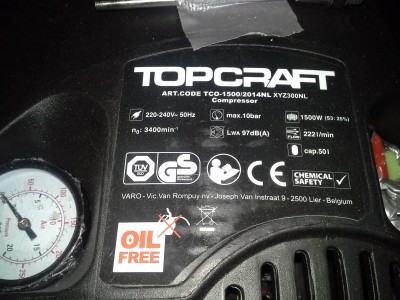 TOPCRAFT
ART.CODE TCO-1500/2014NL XYZ300NL
Compressor
220-240V~ 50Hz
max.10bar
1500W (S3: 25%)
n0: 3400min-1
LWA 97dB(A)
222l/min
cap.50l
TÜV
GS
CE
CHEMICAL SAFETY
VARO - Vic Van Rompuy nv - Joseph Van Instraat 9 - 2500 Lier - Belgium
OIL
FREE